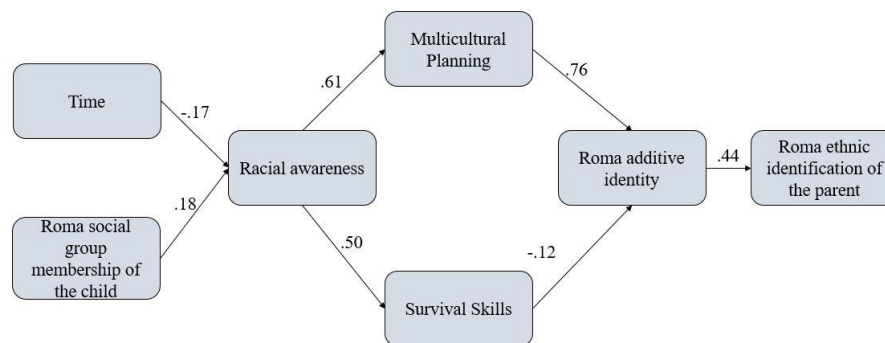 Multicultural
Planning
.61
.76
Time
-.17
Racial awareness
Roma additive
identity
.44
Roma ethnic
identification of
the parent
.18
Roma social
group
membership of
the child
.50
-.12
Survival Skills